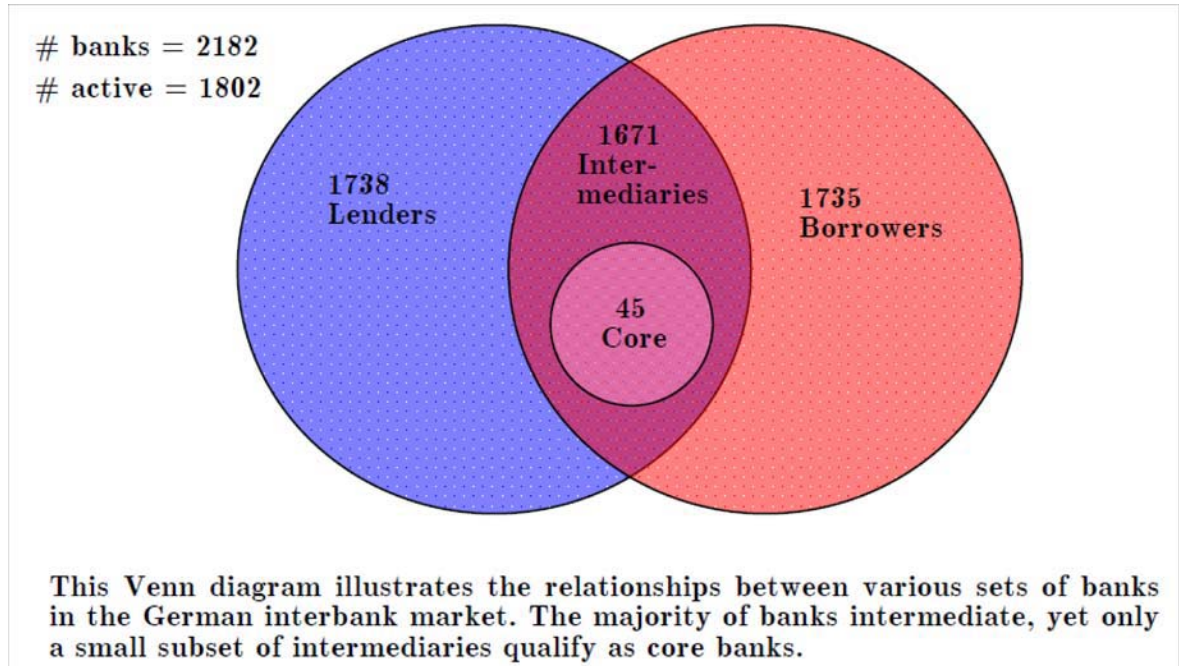 # banks = 2182
# active = 1802
1671
Inter-
mediaries
1738
Lenders
1735
Borrowers
45
Core
This Venn diagram illustrates the relationships between various sets of banks
in the German interbank market. The majority of banks intermediate, yet only
a small subset of intermediaries qualify as core banks.